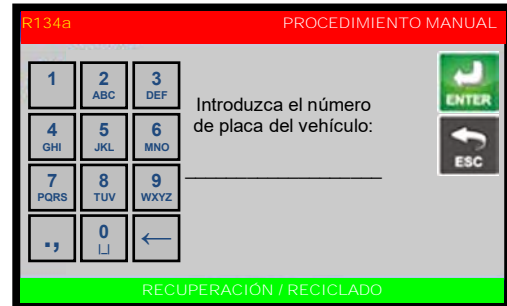 R134a PROCEDIMIENTO MANUAL
1 2 3
ABC DEF
4 5 6
GHI JKL MNO
7 8 9
PQRS TUV WXYZ
., 0 ←
Introduzca el número
de placa del vehículo:
ENTER
ESC
RECUPERACIÓN / RECICLADO